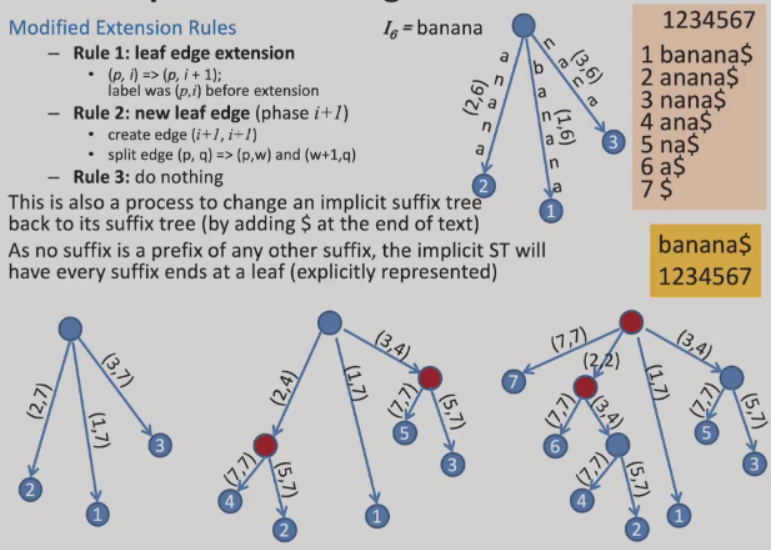 Modified Extension Rules
– Rule 1: leaf edge extension
• (p, i) => (p, i + 1);
label was (p,i) before extension
– Rule 2: new leaf edge (phase i+1)
• create edge (i+1, i+1)
• split edge (p, q) => (p,w) and (w+1,q)
– Rule 3: do nothing
This is also a process to change an implicit suffix tree
back to its suffix tree (by adding $ at the end of text)
As no suffix is a prefix of any other suffix, the implicit ST will
have every suffix ends at a leaf (explicitly represented)
I6 = banana
(2,6)
a
n
a
n
a
b
a
n
a
n
a
(1,6)
n
a
n
a
(3,6)
2
1
3
1234567
1 banana$
2 anana$
3 nana$
4 ana$
5 na$
6 a$
7 $
banana$
1234567
(2,7)
(1,7)
(3,7)
2
1
3
(2,4)
(1,7)
(3,4)
(7,7)
(5,7)
5
3
(7,7)
(5,7)
4
2
1
(7,7)
(2,2)
(1,7)
(3,4)
7
(7,7)
(3,4)
(7,7)
(5,7)
6
5
3
(7,7)
(5,7)
4
2
1